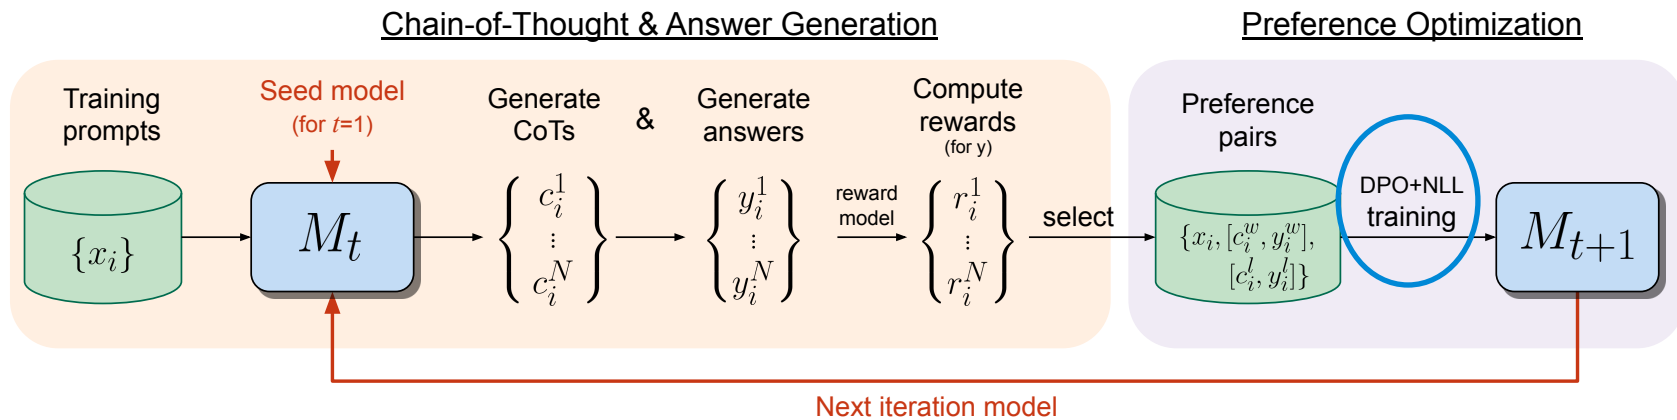 Chain-of-Thought & Answer Generation
Preference Optimization
Training
prompts
Seed model
(for t=1)
Generate
CoTs
&
Generate
answers
Compute
rewards
(for y)
Preference
pairs
{x_i}
M_t
c_i^1
⋮
c_i^N
y_i^1
⋮
y_i^N
reward
model
r_i^1
⋮
r_i^N
select
{x_i, [c_i^w, y_i^w],
[c_i^l, y_i^l]}
DPO+NLL
training
M_{t+1}
Next iteration model